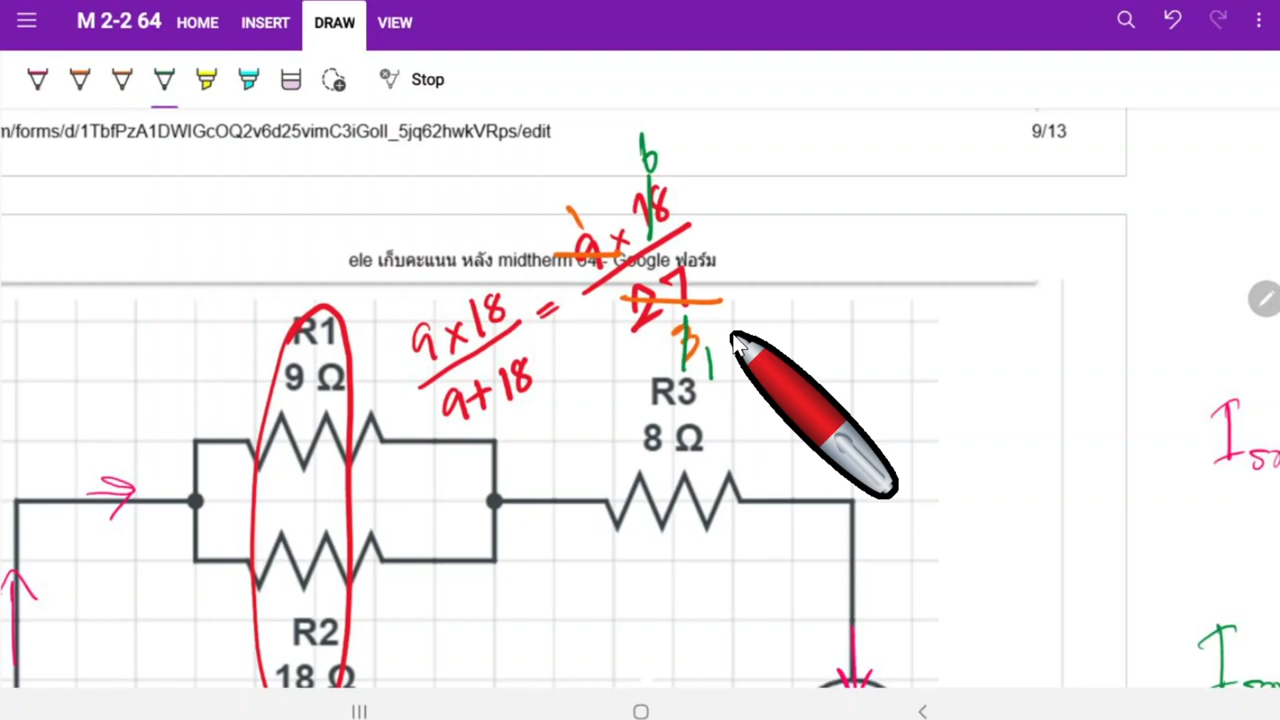 M 2-2 64 HOME INSERT DRAW VIEW
Stop
n/forms/d/1TbfPzA1DWIGcOQ2v6d25vimC3iGoIl_5jq62hwkVRps/edit 9/13
6
1
9 × 18
ele เก็บคะแนน หลัง midterm 64 - Google ฟอร์ม
27
3 1
9 × 18 =
9 + 18
R1
9 Ω
R3
8 Ω
R2
18 Ω